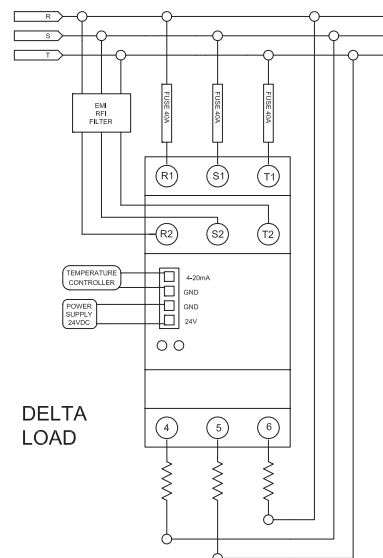 R
S
T
EMI
RFI
FILTER
FUSE 40A
FUSE 40A
FUSE 40A
R1
S1
T1
R2
S2
T2
TEMPERATURE
CONTROLLER
4-20mA
GND
POWER
SUPPLY
24VDC
GND
24V
DELTA
LOAD
4
5
6